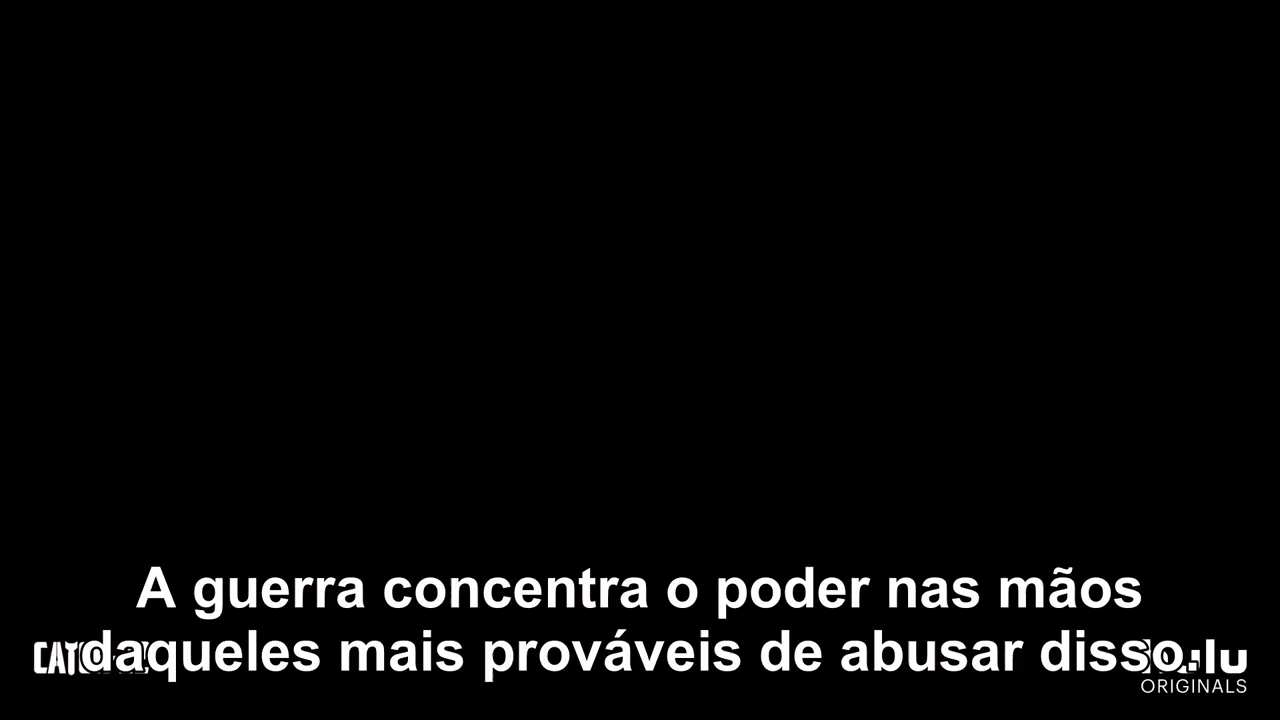 A guerra concentra o poder nas mãos
daqueles mais prováveis de abusar disso.
ORIGINALS